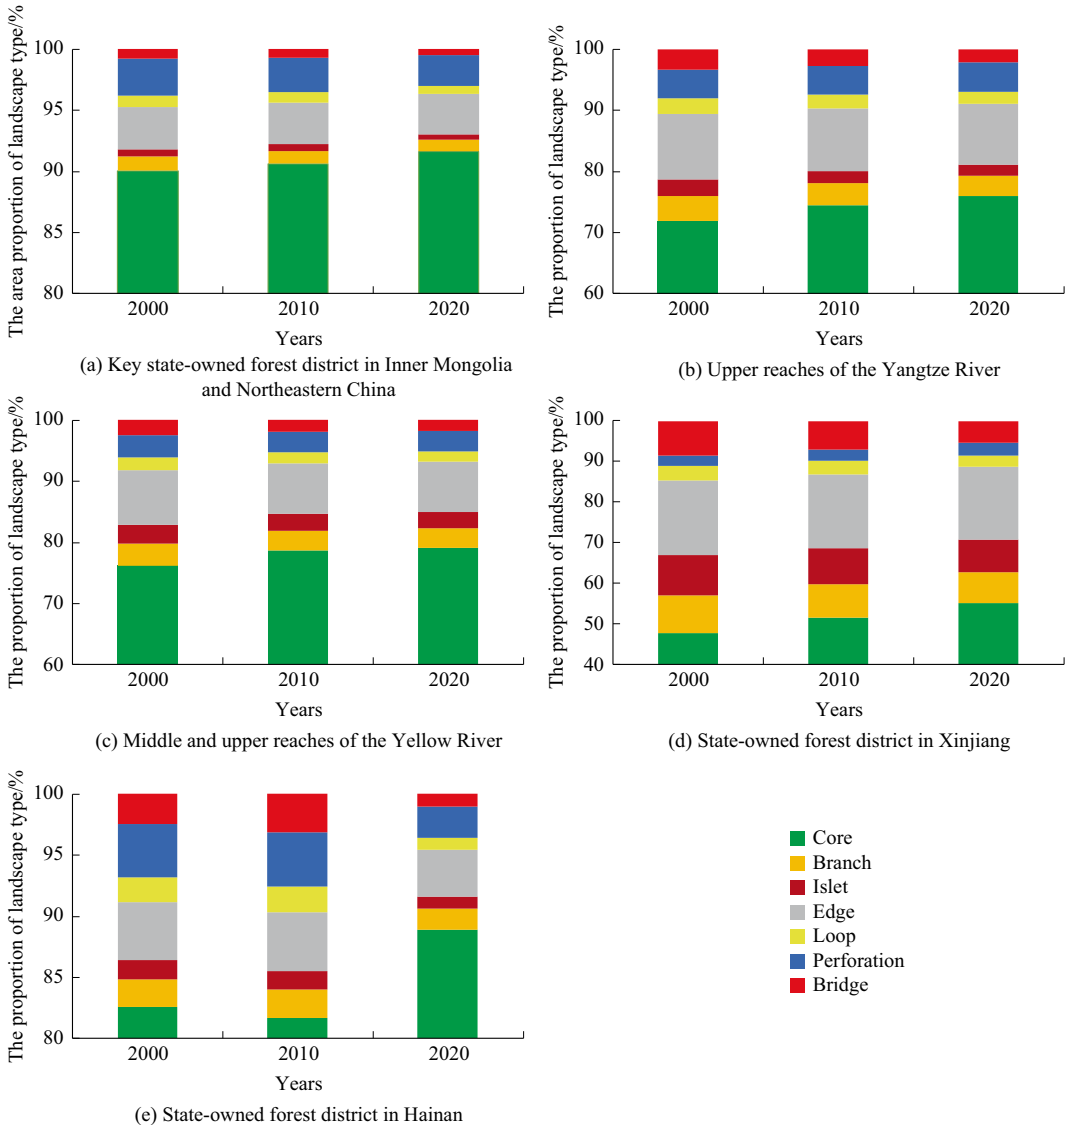 The area proportion of landscape type/%
100
95
90
85
80
2000
2010
2020
Years
(a) Key state-owned forest district in Inner Mongolia
and Northeastern China
The proportion of landscape type/%
100
90
80
70
60
2000
2010
2020
Years
(b) Upper reaches of the Yangtze River
The proportion of landscape type/%
100
90
80
70
60
2000
2010
2020
Years
(c) Middle and upper reaches of the Yellow River
The proportion of landscape type/%
100
90
80
70
60
50
40
2000
2010
2020
Years
(d) State-owned forest district in Xinjiang
The proportion of landscape type/%
100
95
90
85
80
2000
2010
2020
Years
(e) State-owned forest district in Hainan
Core
Branch
Islet
Edge
Loop
Perforation
Bridge